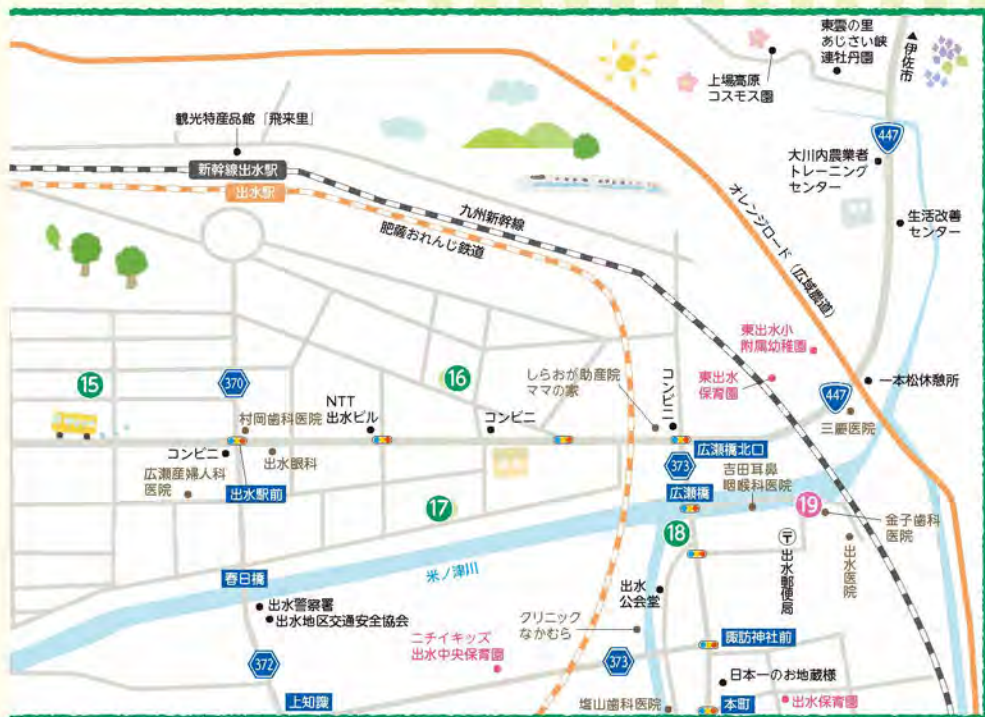 東雲の里
あじさい峡
連牡丹園
▲伊佐市
上場高原
コスモス園
447
観光特産品館「飛来里」
新幹線出水駅
出水駅
九州新幹線
肥薩おれんじ鉄道
オレンジロード（広域農道）
大川内農業者
トレーニング
センター
生活改善
センター
東出水小
附属幼稚園
東出水
保育園
一本松休憩所
447
三慶医院
15
370
16
村岡歯科医院
NTT
出水ビル
コンビニ
しらおが助産院
ママの家
コンビニ
コンビニ
出水眼科
広瀬産婦人科
医院
出水駅前
広瀬橋北口
373
広瀬橋
吉田耳鼻
咽喉科医院
17
18
19
金子歯科
医院
出水医院
〒出水郵便局
春日橋
米ノ津川
出水警察署
出水地区交通安全協会
出水
公会堂
クリニック
なかむら
ニチイキッズ
出水中央保育園
372
373
諏訪神社前
日本一のお地蔵様
上知識
塩山歯科医院
本町
出水保育園